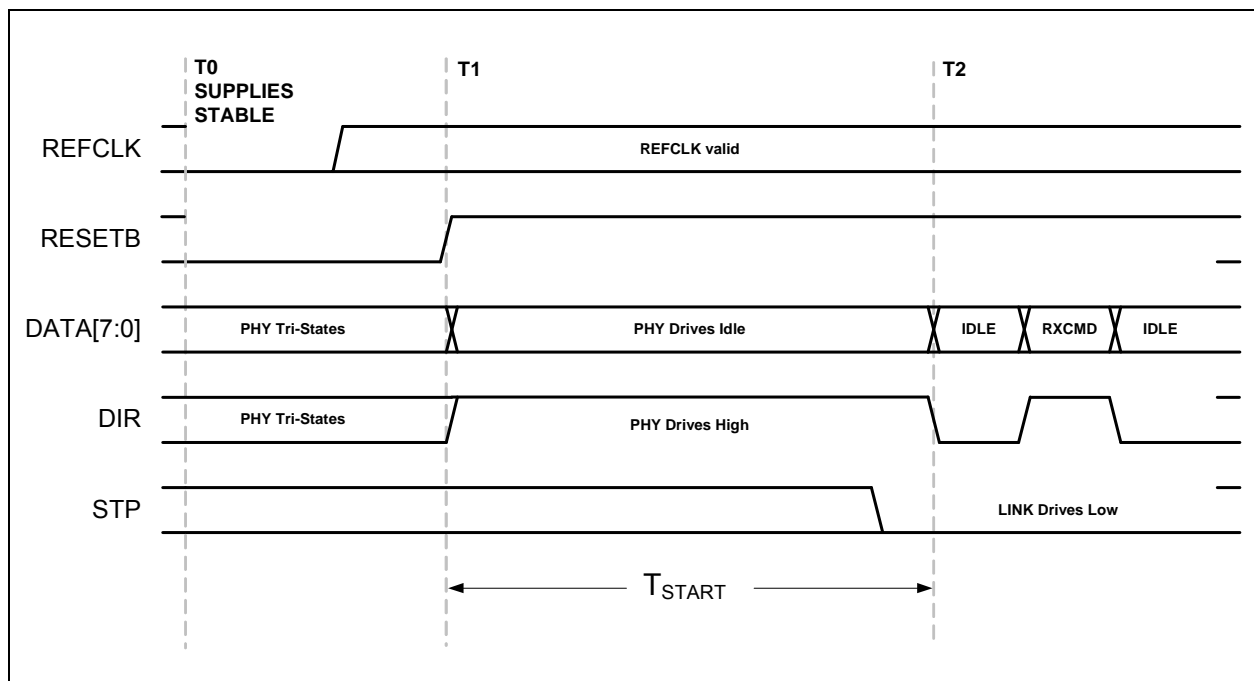 T0
SUPPLIES
STABLE
T1
T2
REFCLK
REFCLK valid
RESETB
DATA[7:0]
PHY Tri-States
PHY Drives Idle
IDLE
RXCMD
IDLE
DIR
PHY Tri-States
PHY Drives High
STP
LINK Drives Low
TSTART